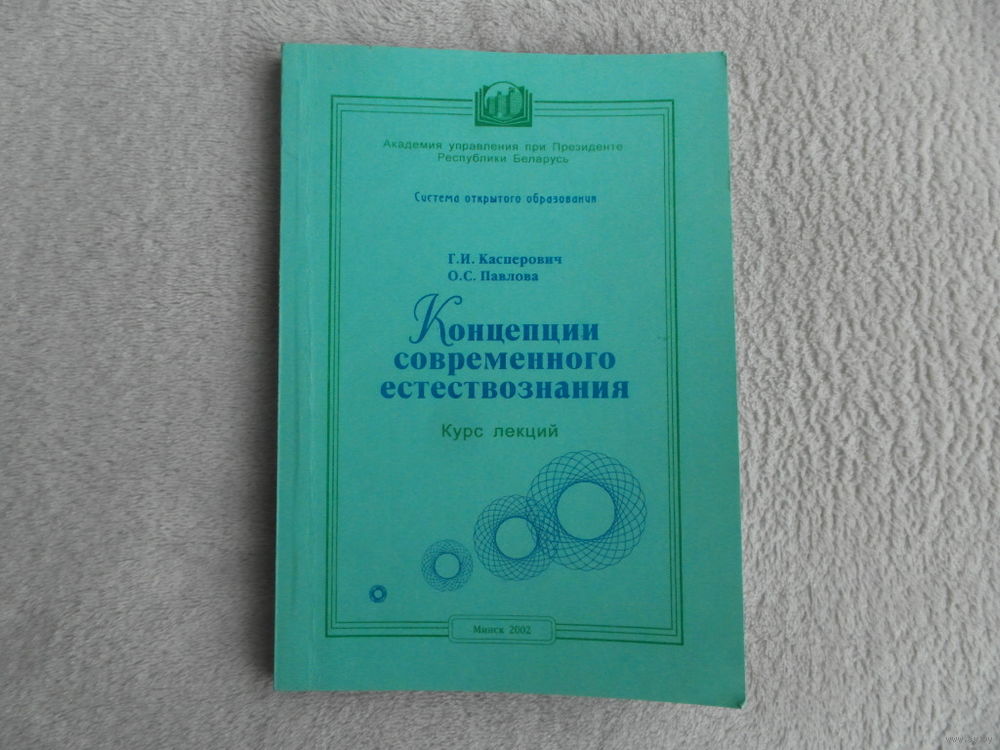 Академия управления при Президенте
Республики Беларусь
Система открытого образования
Г.И. Касперович
О.С. Павлова
Концепции
современного
естествознания
Курс лекций
Минск 2002